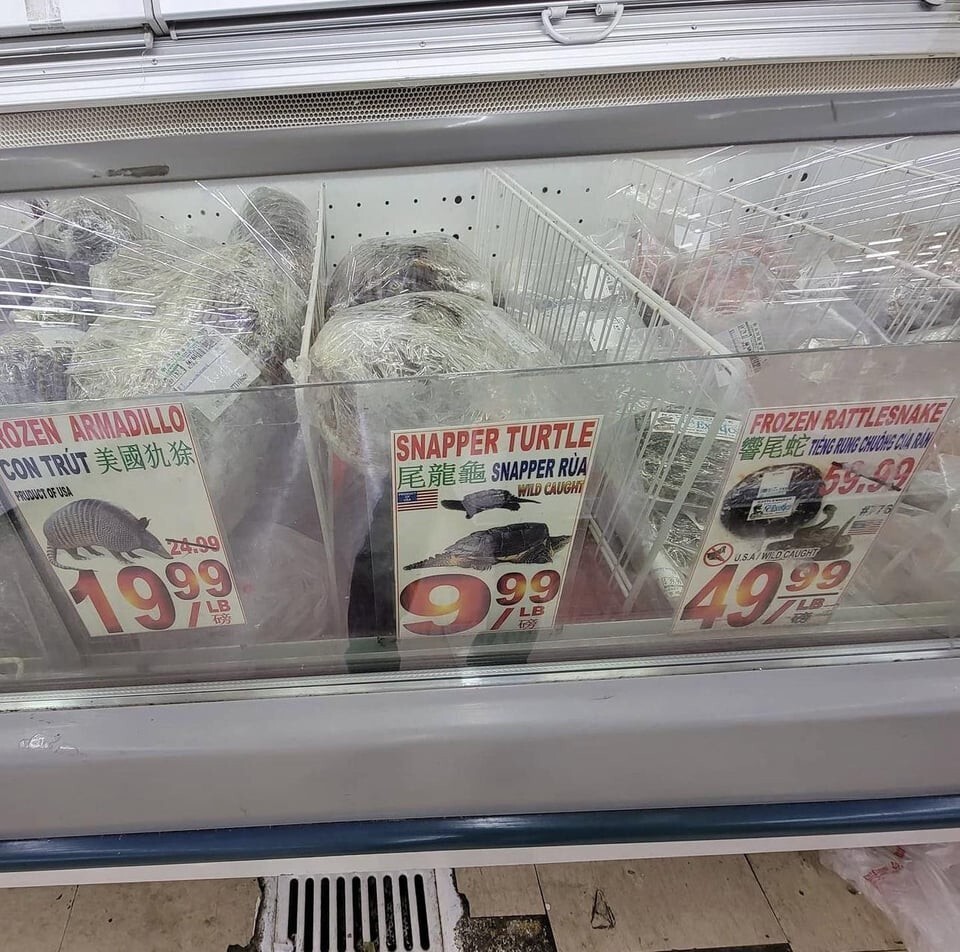 ROZEN ARMADILLO
CON TRÚT 美國犰狳
PRODUCT OF USA
24.99
19 99 /LB
磅
SNAPPER TURTLE
尾龍龜 SNAPPER RÙA
WILD CAUGHT
9 99 /LB
磅
FROZEN RATTLESNAKE
響尾蛇 TIẾNG RUNG CHUÔNG CỦA RẮN
59.99
#776
U.S.A / WILD CAUGHT
49 99 /LB
磅